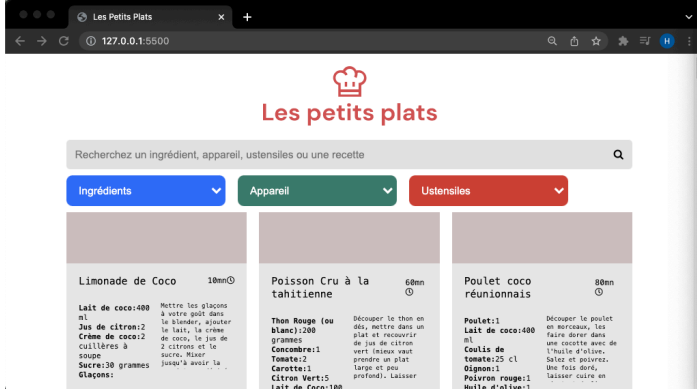 Les Petits Plats
127.0.0.1:5500
H
Les petits plats
Recherchez un ingrédient, appareil, ustensiles ou une recette
Ingrédients
Appareil
Ustensiles
Limonade de Coco
10mn
Lait de coco:400
ml
Jus de citron:2
Crème de coco:2
cuillères à
soupe
Sucre:30 grammes
Glaçons:
Mettre les glaçons
à votre goût dans
le blender, ajouter
le lait, la crème
de coco, le jus de
2 citrons et le
sucre. Mixer
jusqu'à avoir la
Poisson Cru à la
tahitienne
60mn
Thon Rouge (ou
blanc):200
grammes
Concombre:1
Tomate:2
Carotte:1
Citron Vert:5
Lait de Coco:100
Découper le thon en
dés, mettre dans un
plat et recouvrir
de jus de citron
vert (mieux vaut
prendre un plat
large et peu
profond). Laisser
Poulet coco
réunionnais
80mn
Poulet:1
Lait de coco:400
ml
Coulis de
tomate:25 cl
Oignon:1
Poivron rouge:1
Huile d'olive:1
Découper le poulet
en morceaux, les
faire dorer dans
une cocotte avec de
l'huile d'olive.
Salez et poivrez.
Une fois doré,
laisser cuire en